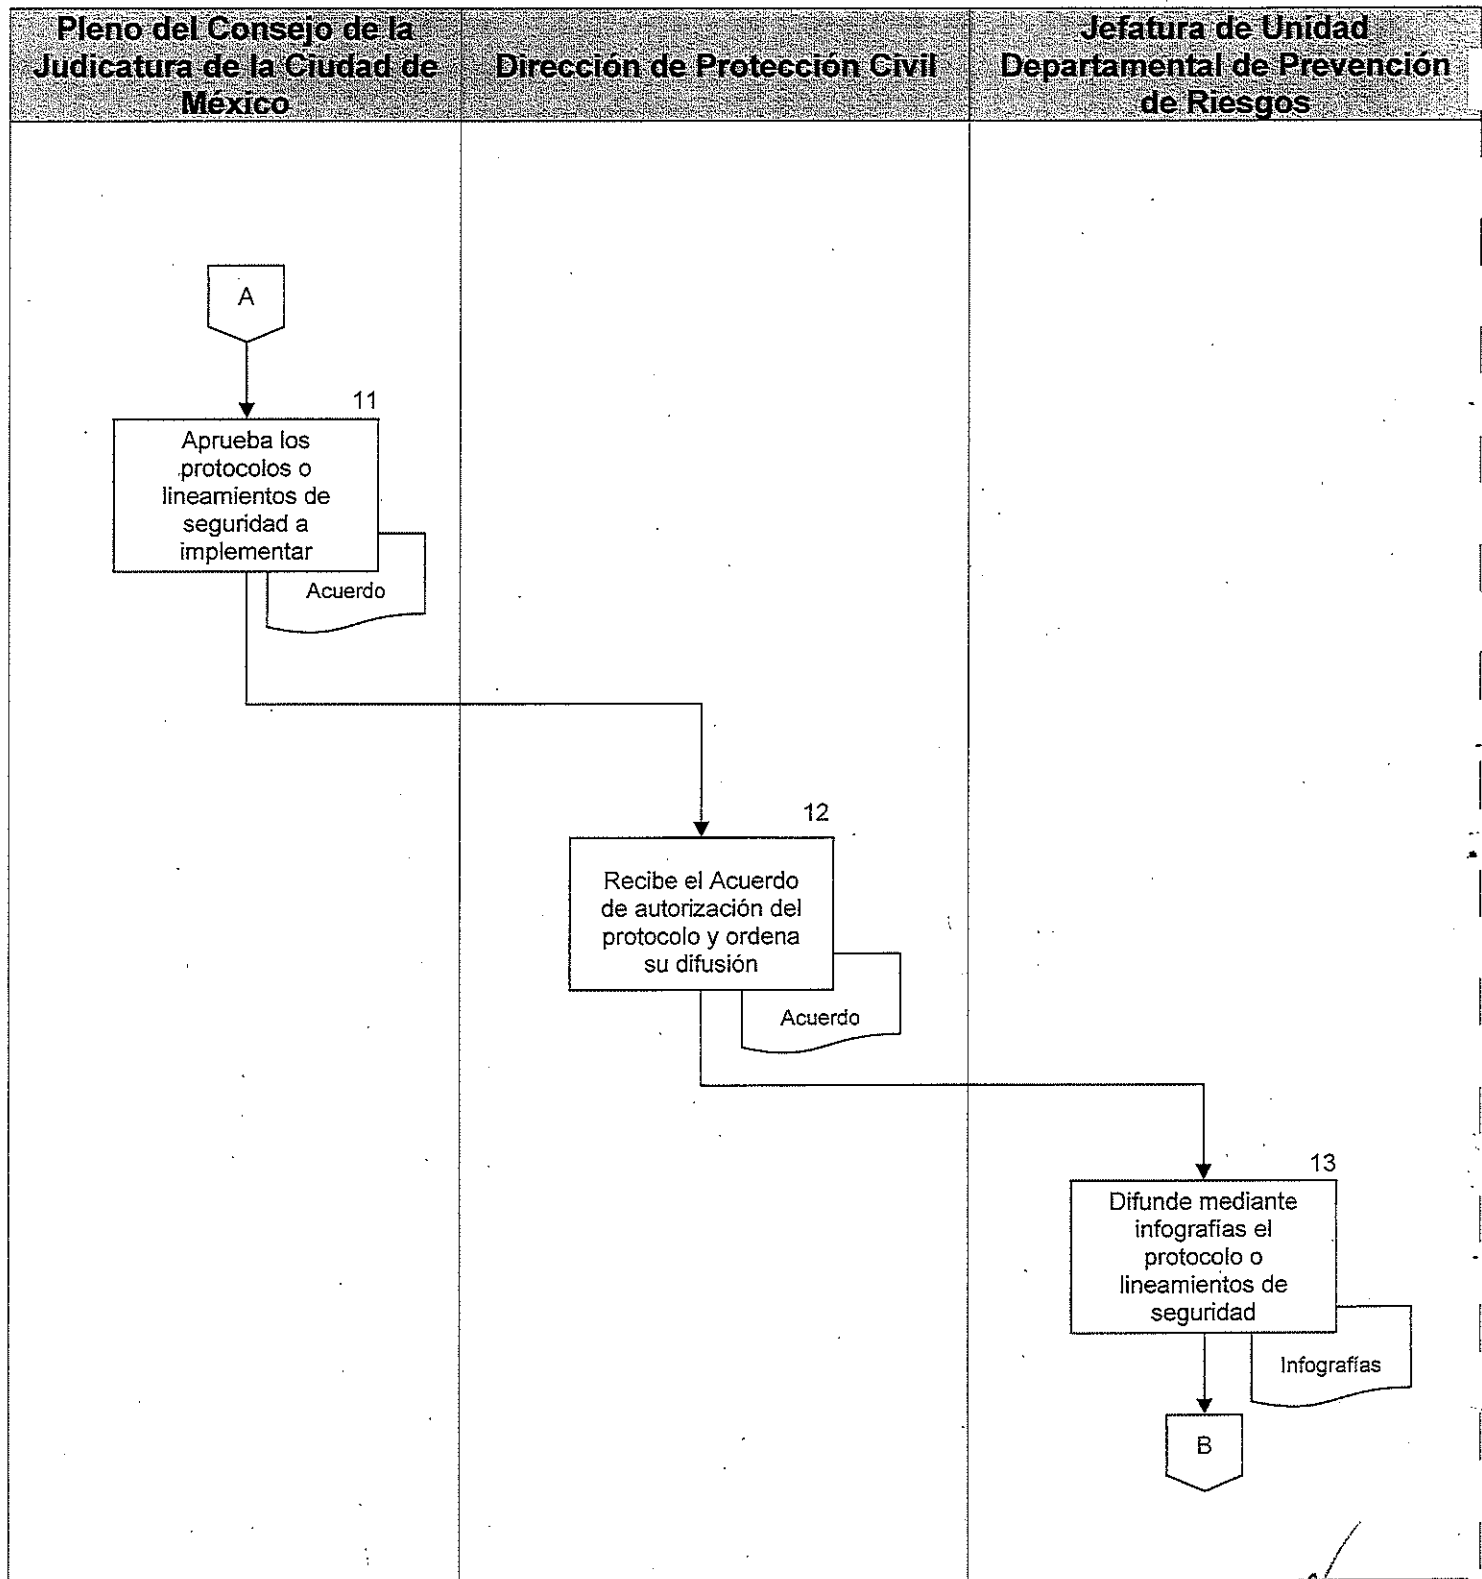 Pleno del Consejo de la
Judicatura de la Ciudad de
México
Dirección de Protección Civil
Jefatura de Unidad
Departamental de Prevención
de Riesgos
A
11
Aprueba los
protocolos o
lineamientos de
seguridad a
implementar
Acuerdo
12
Recibe el Acuerdo
de autorización del
protocolo y ordena
su difusión
Acuerdo
13
Difunde mediante
infografías el
protocolo o
lineamientos de
seguridad
Infografías
B